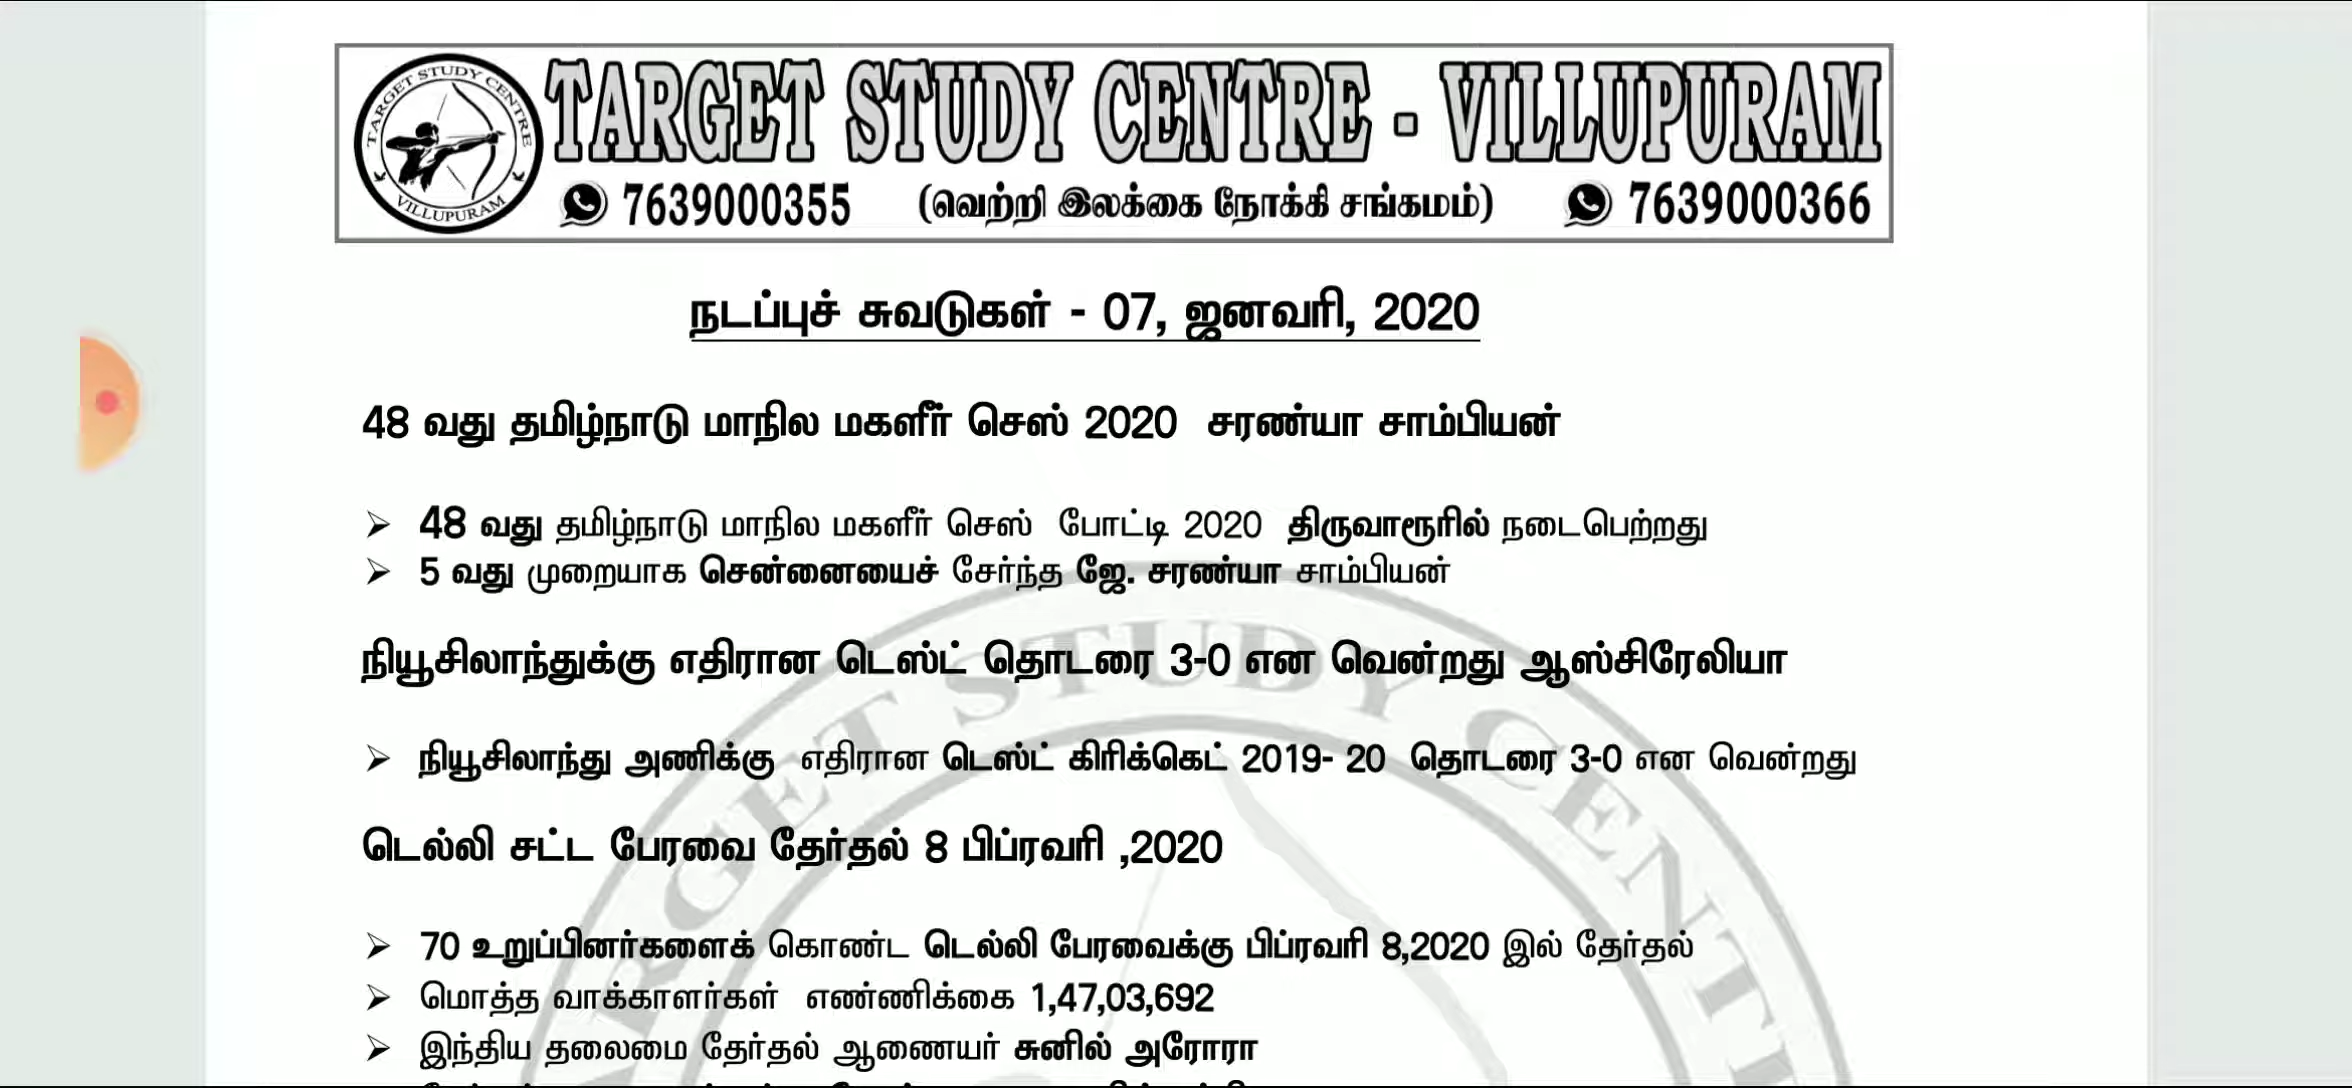 TARGET STUDY CENTRE
VILLUPURAM
TARGET STUDY CENTRE - VILLUPURAM
7639000355 (வெற்றி இலக்கை நோக்கி சங்கமம்) 7639000366
நடப்புச் சுவடுகள் - 07, ஜனவரி, 2020
48 வது தமிழ்நாடு மாநில மகளீர் செஸ் 2020 சரண்யா சாம்பியன்
➢ 48 வது தமிழ்நாடு மாநில மகளீர் செஸ் போட்டி 2020 திருவாரூரில் நடைபெற்றது
➢ 5 வது முறையாக சென்னையைச் சேர்ந்த ஜே. சரண்யா சாம்பியன்
நியூசிலாந்துக்கு எதிரான டெஸ்ட் தொடரை 3-0 என வென்றது ஆஸ்சிரேலியா
➢ நியூசிலாந்து அணிக்கு எதிரான டெஸ்ட் கிரிக்கெட் 2019- 20 தொடரை 3-0 என வென்றது
டெல்லி சட்ட பேரவை தேர்தல் 8 பிப்ரவரி ,2020
➢ 70 உறுப்பினர்களைக் கொண்ட டெல்லி பேரவைக்கு பிப்ரவரி 8,2020 இல் தேர்தல்
➢ மொத்த வாக்காளர்கள் எண்ணிக்கை 1,47,03,692
➢ இந்திய தலைமை தேர்தல் ஆணையர் சுனில் அரோரா